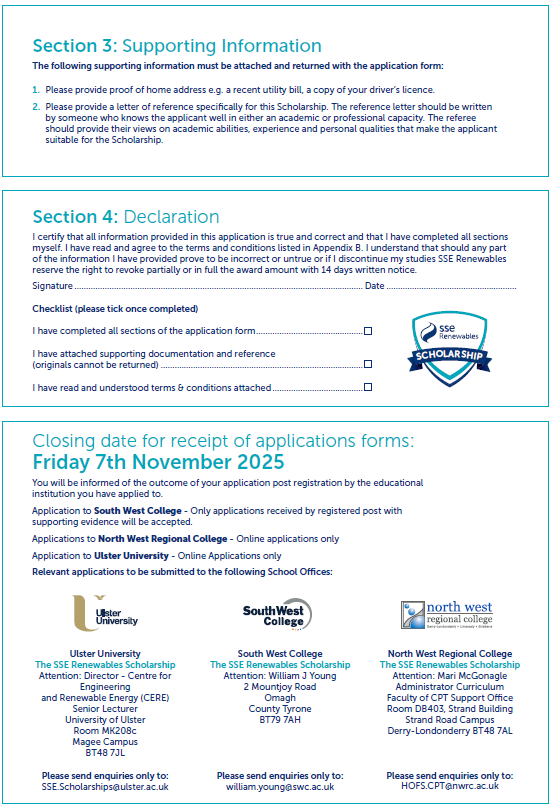 Section 3: Supporting Information
The following supporting information must be attached and returned with the application form:
1. Please provide proof of home address e.g. a recent utility bill, a copy of your driver's licence.
2. Please provide a letter of reference specifically for this Scholarship. The reference letter should be written
by someone who knows the applicant well in either an academic or professional capacity. The referee
should provide their views on academic abilities, experience and personal qualities that make the applicant
suitable for the Scholarship.
Section 4: Declaration
I certify that all information provided in this application is true and correct and that I have completed all sections
myself. I have read and agree to the terms and conditions listed in Appendix B. I understand that should any part
of the information I have provided prove to be incorrect or untrue or if I discontinue my studies SSE Renewables
reserve the right to revoke partially or in full the award amount with 14 days written notice.
Signature ........................................ Date ........................................
Checklist (please tick once completed)
I have completed all sections of the application form........................................
I have attached supporting documentation and reference
(originals cannot be returned) ........................................
I have read and understood terms & conditions attached........................................
sse
Renewables
SCHOLARSHIP
Closing date for receipt of applications forms:
Friday 7th November 2025
You will be informed of the outcome of your application post registration by the educational
institution you have applied to.
Application to South West College - Only applications received by registered post with
supporting evidence will be accepted.
Applications to North West Regional College - Online applications only
Application to Ulster University - Online Applications only
Relevant applications to be submitted to the following School Offices:
Ulster
University
Ulster University
The SSE Renewables Scholarship
Attention: Director - Centre for
Engineering
and Renewable Energy (CERE)
Senior Lecturer
University of Ulster
Room MK208c
Magee Campus
BT48 7JL
Please send enquiries only to:
SSE.Scholarships@ulster.ac.uk
South West
College
South West College
The SSE Renewables Scholarship
Attention: William J Young
2 Mountjoy Road
Omagh
County Tyrone
BT79 7AH
Please send enquiries only to:
william.young@swc.ac.uk
north west
regional college
North West Regional College
The SSE Renewables Scholarship
Attention: Mari McGonagle
Administrator Curriculum
Faculty of CPT Support Office
Room DB403, Strand Building
Strand Road Campus
Derry-Londonderry BT48 7AL
Please send enquiries only to:
HOFS.CPT@nwrc.ac.uk